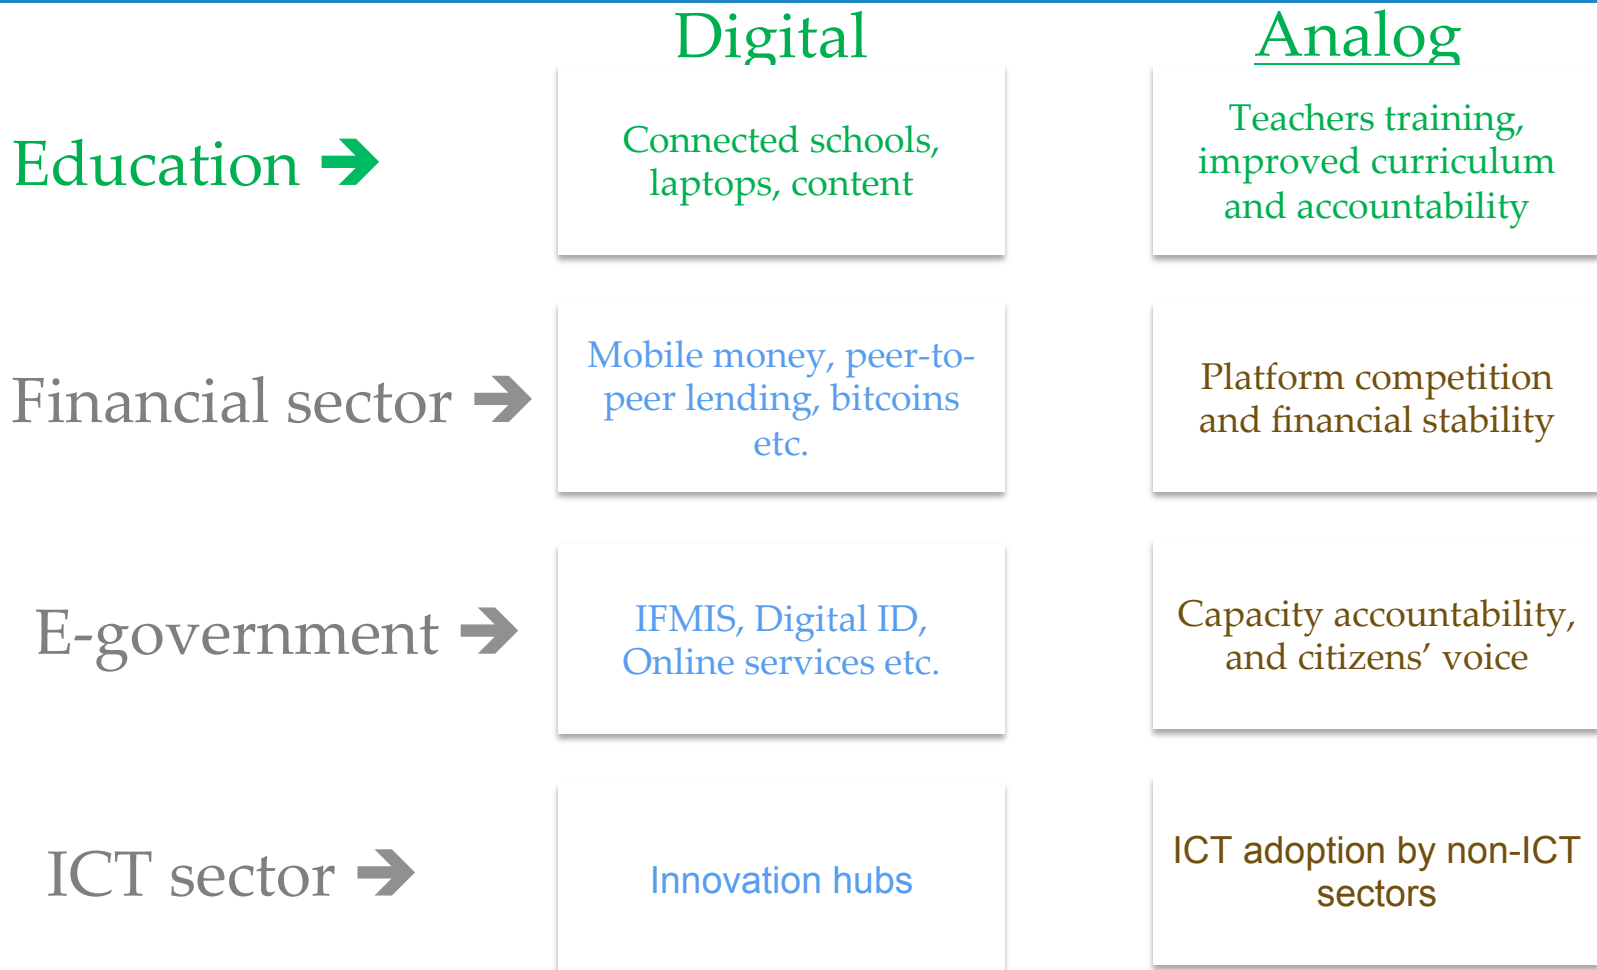 Digital
Analog
Education ➔
Connected schools,
laptops, content
Teachers training,
improved curriculum
and accountability
Financial sector ➔
Mobile money, peer-to-
peer lending, bitcoins
etc.
Platform competition
and financial stability
E-government ➔
IFMIS, Digital ID,
Online services etc.
Capacity accountability,
and citizens’ voice
ICT sector ➔
Innovation hubs
ICT adoption by non-ICT
sectors